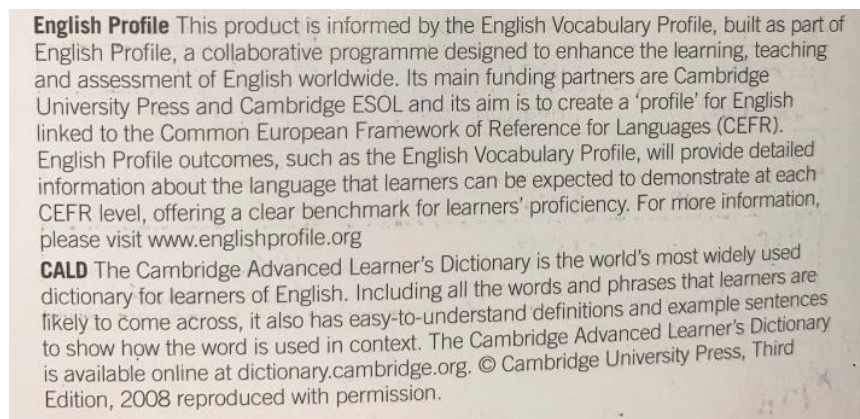 English Profile This product is informed by the English Vocabulary Profile, built as part of
English Profile, a collaborative programme designed to enhance the learning, teaching
and assessment of English worldwide. Its main funding partners are Cambridge
University Press and Cambridge ESOL and its aim is to create a ‘profile’ for English
linked to the Common European Framework of Reference for Languages (CEFR).
English Profile outcomes, such as the English Vocabulary Profile, will provide detailed
information about the language that learners can be expected to demonstrate at each
CEFR level, offering a clear benchmark for learners’ proficiency. For more information,
please visit www.englishprofile.org
CALD The Cambridge Advanced Learner’s Dictionary is the world’s most widely used
dictionary for learners of English. Including all the words and phrases that learners are
likely to come across, it also has easy-to-understand definitions and example sentences
to show how the word is used in context. The Cambridge Advanced Learner’s Dictionary
is available online at dictionary.cambridge.org. © Cambridge University Press, Third
Edition, 2008 reproduced with permission.